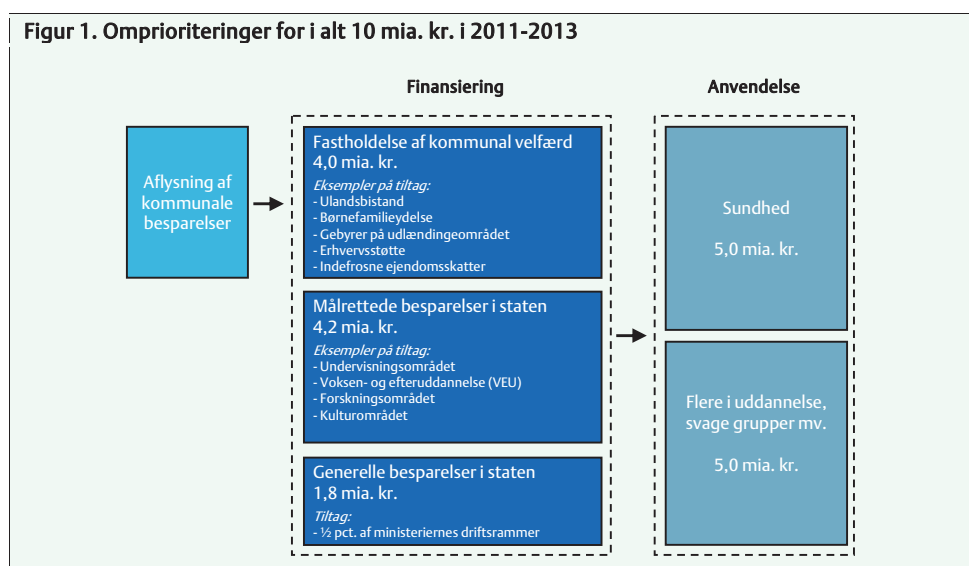 Figur 1. Omprioriteringer for i alt 10 mia. kr. i 2011-2013
Finansiering
Anvendelse
Aflysning af
kommunale
besparelser
Fastholdelse af kommunal velfærd
4,0 mia. kr.
Eksempler på tiltag:
- Ulandsbistand
- Børnefamilieydelse
- Gebyrer på udlændingeområdet
- Erhvervsstøtte
- Indefrosne ejendomsskatter
Målrettede besparelser i staten
4,2 mia. kr.
Eksempler på tiltag:
- Undervisningsområdet
- Voksen- og efteruddannelse (VEU)
- Forskningsområdet
- Kulturområdet
Generelle besparelser i staten
1,8 mia. kr.
Tiltag:
- ½ pct. af ministeriernes driftsrammer
Sundhed
5,0 mia. kr.
Flere i uddannelse,
svage grupper mv.
5,0 mia. kr.